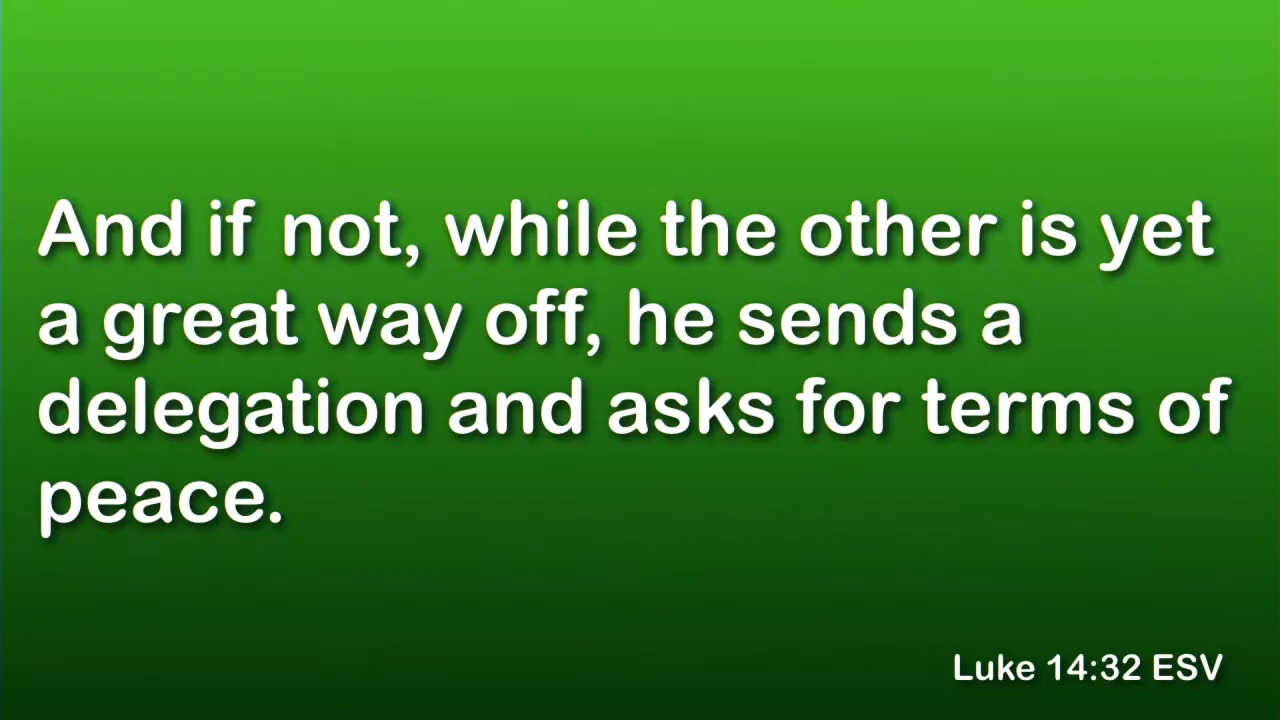 And if not, while the other is yet
a great way off, he sends a
delegation and asks for terms of
peace.
Luke 14:32 ESV